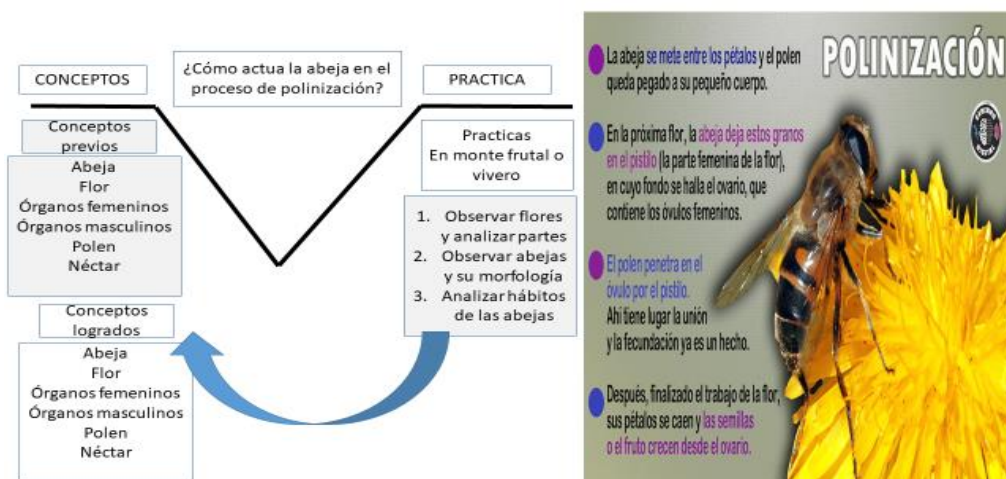 ¿Cómo actua la abeja en el
proceso de polinización?
CONCEPTOS
PRACTICA
Conceptos
previos
Abeja
Flor
Órganos femeninos
Órganos masculinos
Polen
Néctar
Conceptos
logrados
Abeja
Flor
Órganos femeninos
Órganos masculinos
Polen
Néctar
Practicas
En monte frutal o
vivero
1. Observar flores
y analizar partes
2. Observar abejas
y su morfología
3. Analizar hábitos
de las abejas
POLINIZACIÓN
La abeja se mete entre los pétalos y el polen
queda pegado a su pequeño cuerpo.
En la próxima flor, la abeja deja estos granos
en el pistilo (la parte femenina de la flor),
en cuyo fondo se halla el ovario, que
contiene los óvulos femeninos.
El polen penetra en el
óvulo por el pistilo.
Ahí tiene lugar la unión
y la fecundación ya es un hecho.
Después, finalizado el trabajo de la flor,
sus pétalos se caen y las semillas
o el fruto crecen desde el ovario.